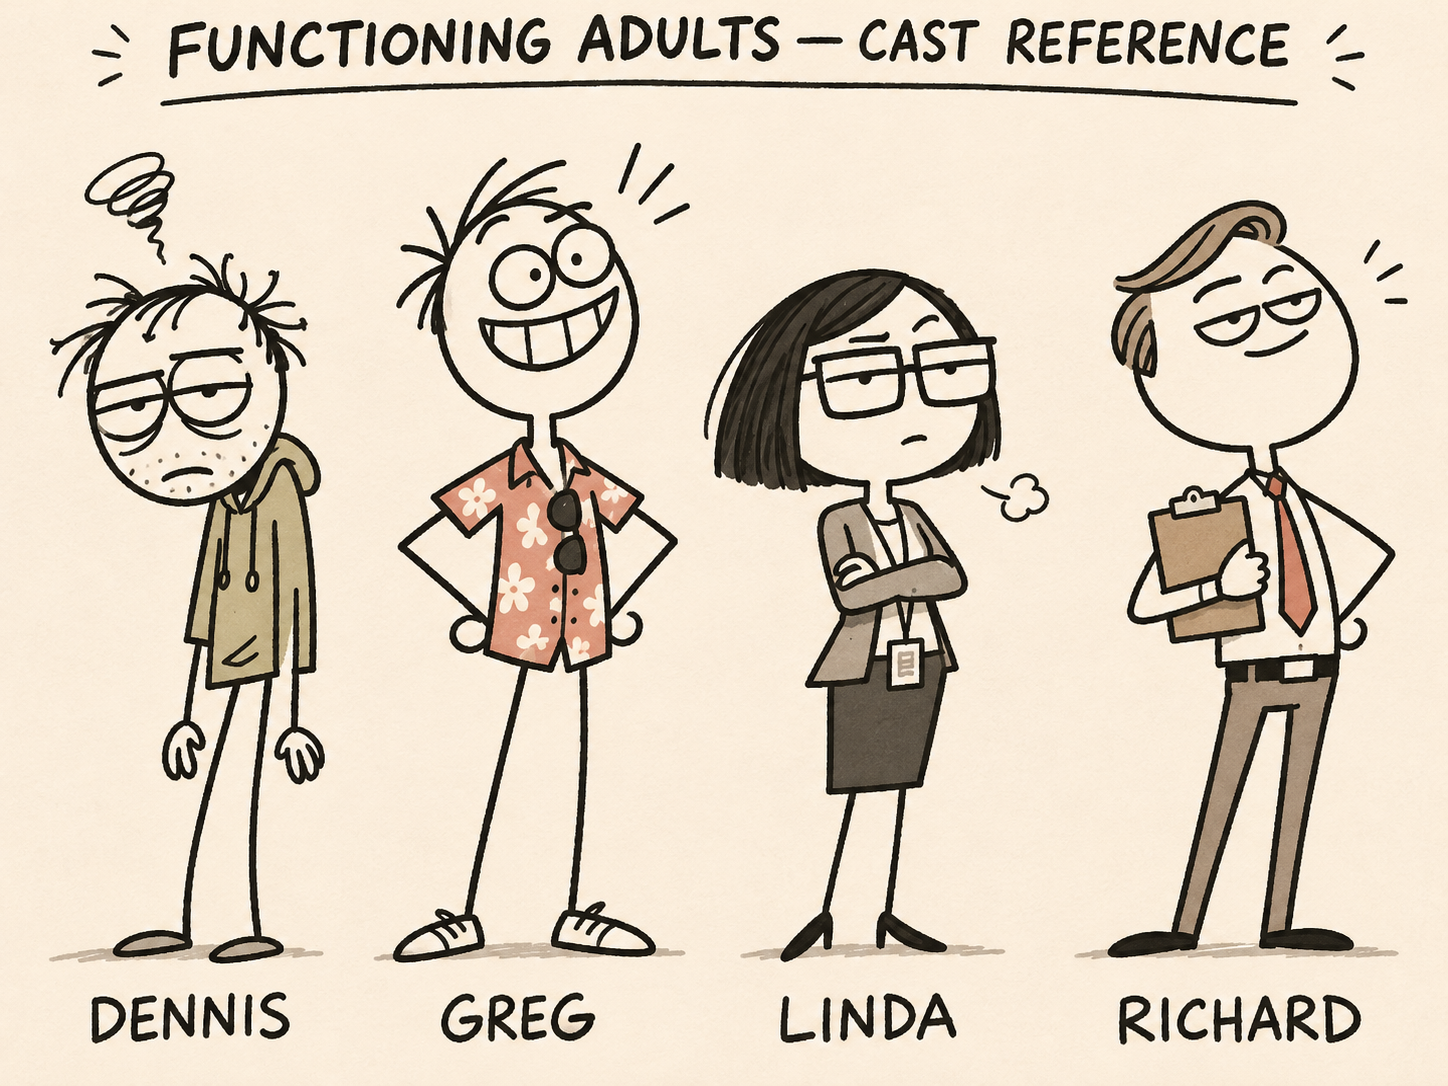 FUNCTIONING ADULTS — CAST REFERENCE
DENNIS
GREG
LINDA
RICHARD